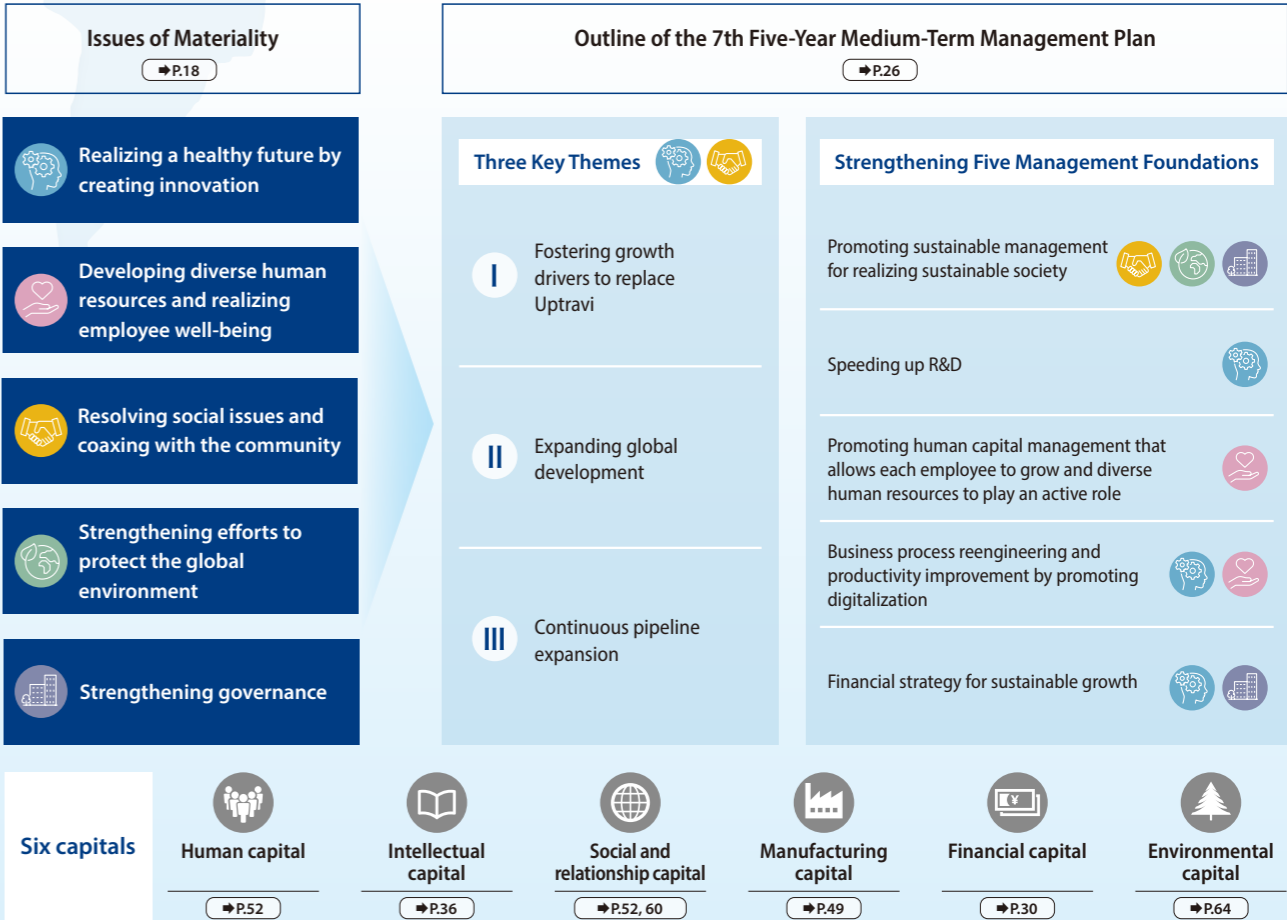 Issues of Materiality
➡P.18
Outline of the 7th Five-Year Medium-Term Management Plan
➡P.26
Realizing a healthy future by
creating innovation
Developing diverse human
resources and realizing
employee well-being
Resolving social issues and
coaxing with the community
Strengthening efforts to
protect the global
environment
Strengthening governance
Three Key Themes
I
Fostering growth
drivers to replace
Uptravi
II
Expanding global
development
III
Continuous pipeline
expansion
Strengthening Five Management Foundations
Promoting sustainable management
for realizing sustainable society
Speeding up R&D
Promoting human capital management that
allows each employee to grow and diverse
human resources to play an active role
Business process reengineering and
productivity improvement by promoting
digitalization
Financial strategy for sustainable growth
Six capitals
Human capital
➡P.52
Intellectual
capital
➡P.36
Social and
relationship capital
➡P.52, 60
Manufacturing
capital
➡P.49
¥
Financial capital
➡P.30
Environmental
capital
➡P.64